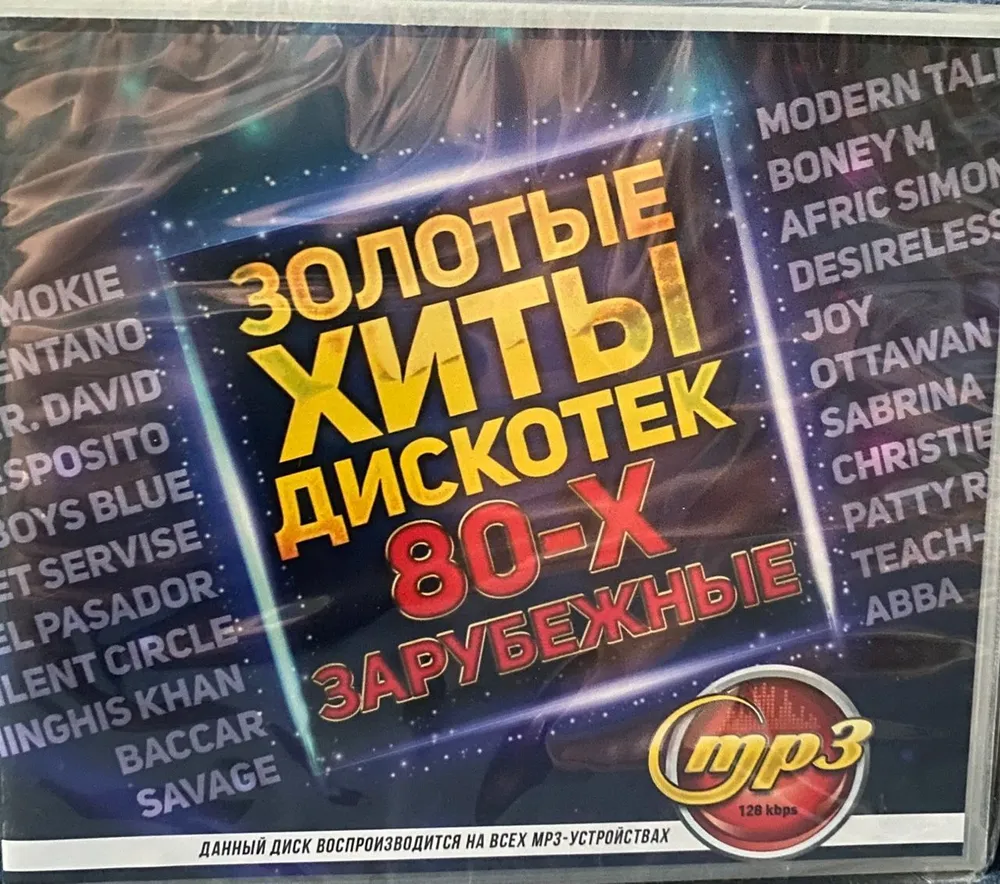 MODERN TAL
BONEY M
AFRIC SIMON
DESIRELESS
JOY
OTTAWAN
SABRINA
CHRISTIE
PATTY R
TEACH-
ABBA
ЗОЛОТЫЕ
ХИТЫ
ДИСКОТЕК
80-Х
ЗАРУБЕЖНЫЕ
MOKIE
ENTANO
R. DAVID
ESPOSITO
BOYS BLUE
ET SERVISE
EL PASADOR
ILENT CIRCLE
HINGHIS KHAN
BACCAR
SAVAGE
mp3
128 kbps
ДАННЫЙ ДИСК ВОСПРОИЗВОДИТСЯ НА ВСЕХ MP3-УСТРОЙСТВАХ